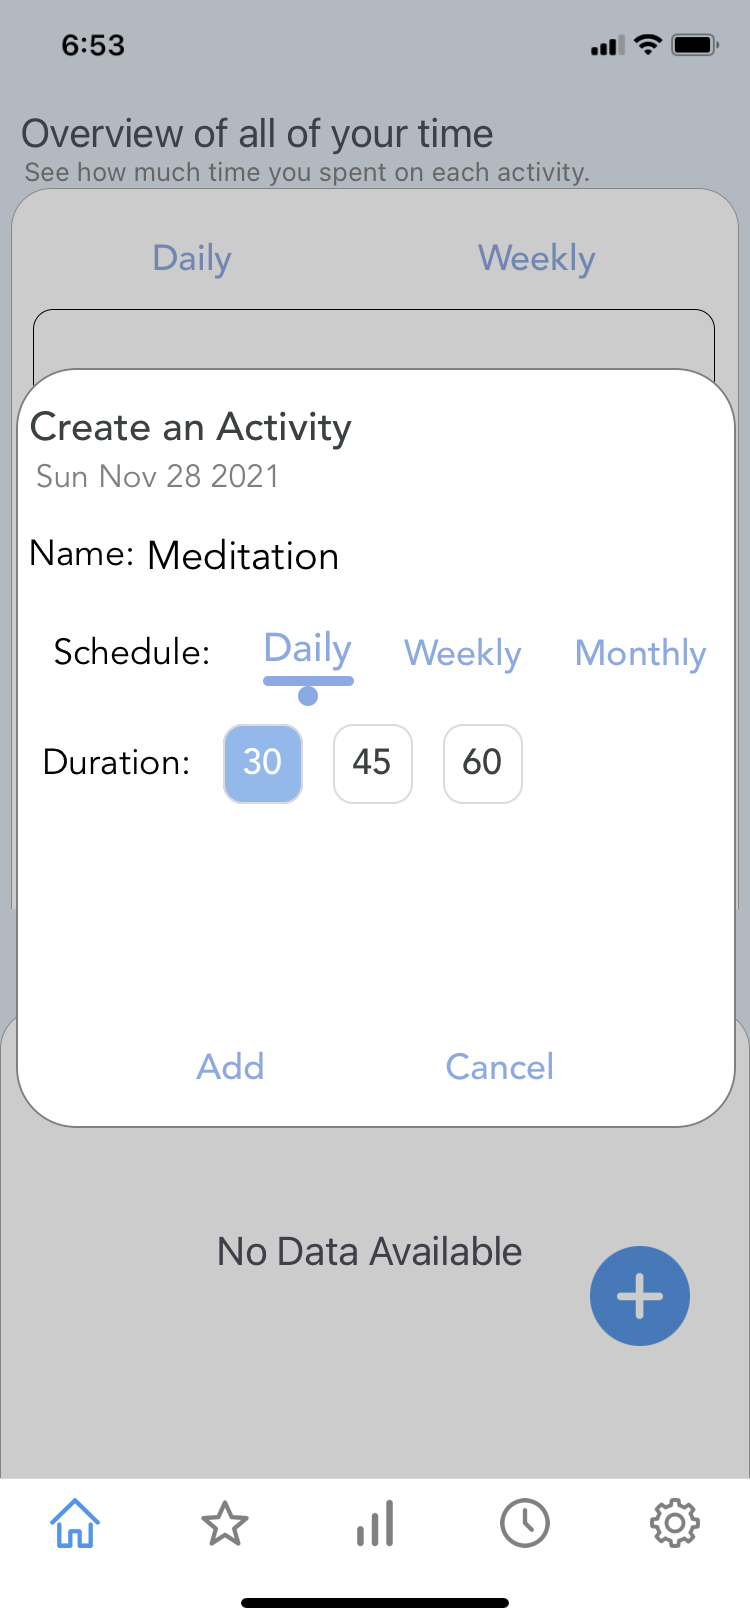 6:53
Overview of all of your time
See how much time you spent on each activity.
Daily Weekly
Create an Activity
Sun Nov 28 2021
Name: Meditation
Schedule: Daily Weekly Monthly
Duration: 30 45 60
Add Cancel
No Data Available